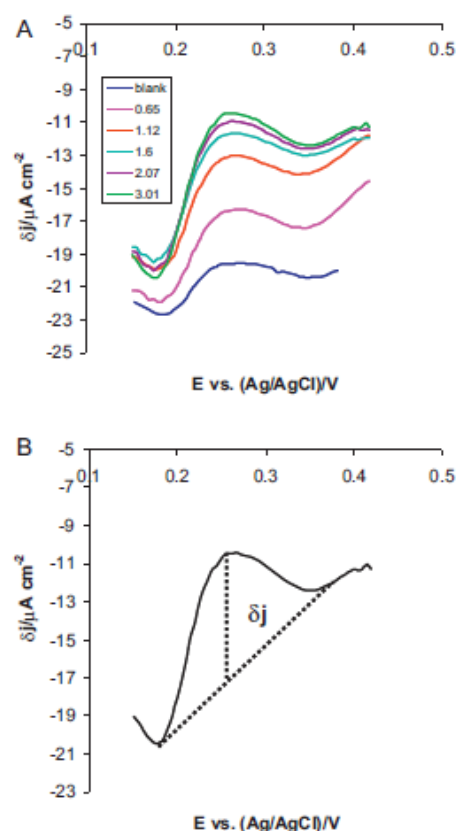 A
-5
0.1 0.2 0.3 0.4 0.5
-7
-9
-11
-13
-15
-17
-19
-21
-23
-25
δj/µA cm⁻²
blank
0.65
1.12
1.6
2.07
3.01
E vs. (Ag/AgCl)/V
B
-5
0.1 0.2 0.3 0.4 0.5
-7
-9
-11
-13
-15
-17
-19
-21
-23
δj/µA cm⁻²
δj
E vs. (Ag/AgCl)/V